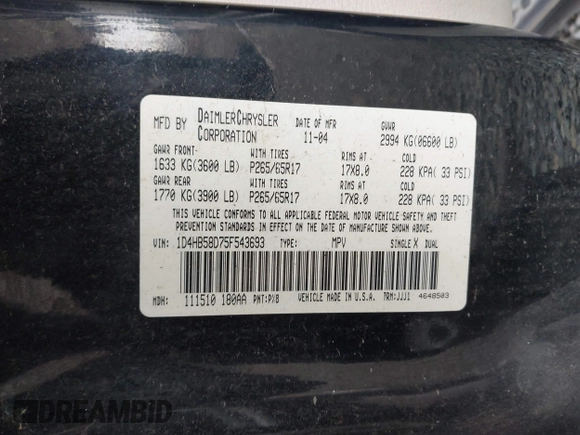 MFD BY DAIMLERCHRYSLER CORPORATION DATE OF MFR 11-04 GVWR 2994 KG(06600 LB)
GAWR FRONT WITH TIRES RIMS AT COLD
1633 KG(3600 LB) P265/65R17 17X8.0 228 KPA( 33 PSI)
GAWR REAR WITH TIRES RIMS AT COLD
1770 KG(3900 LB) P265/65R17 17X8.0 228 KPA( 33 PSI)
THIS VEHICLE CONFORMS TO ALL APPLICABLE FEDERAL MOTOR VEHICLE SAFETY AND THEFT
PREVENTION STANDARDS IN EFFECT ON THE DATE OF MANUFACTURE SHOWN ABOVE.
VIN: 1D4HB58D75F543693 TYPE: MPV SINGLE X DUAL
MDH: 111510 180AA PNT:PXB VEHICLE MADE IN U.S.A. TRM:JJJ1 4648503
DREAMBID